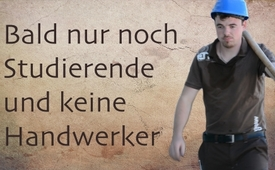 Bald nur noch
Studierende
und keine
Handwerker